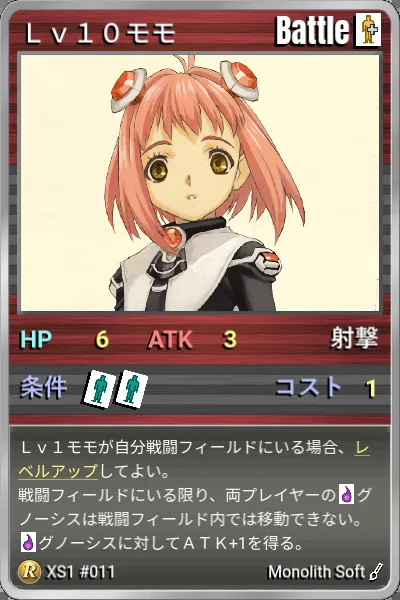 Ｌｖ１０モモ Battle
HP 6 ATK 3 射撃
条件 コスト 1
Ｌｖ１モモが自分戦闘フィールドにいる場合、レ
ベルアップしてよい。
戦闘フィールドにいる限り、両プレイヤーのグ
ノーシスは戦闘フィールド内では移動できない。
グノーシスに対してＡＴＫ+1を得る。
R XS1 #011 Monolith Soft